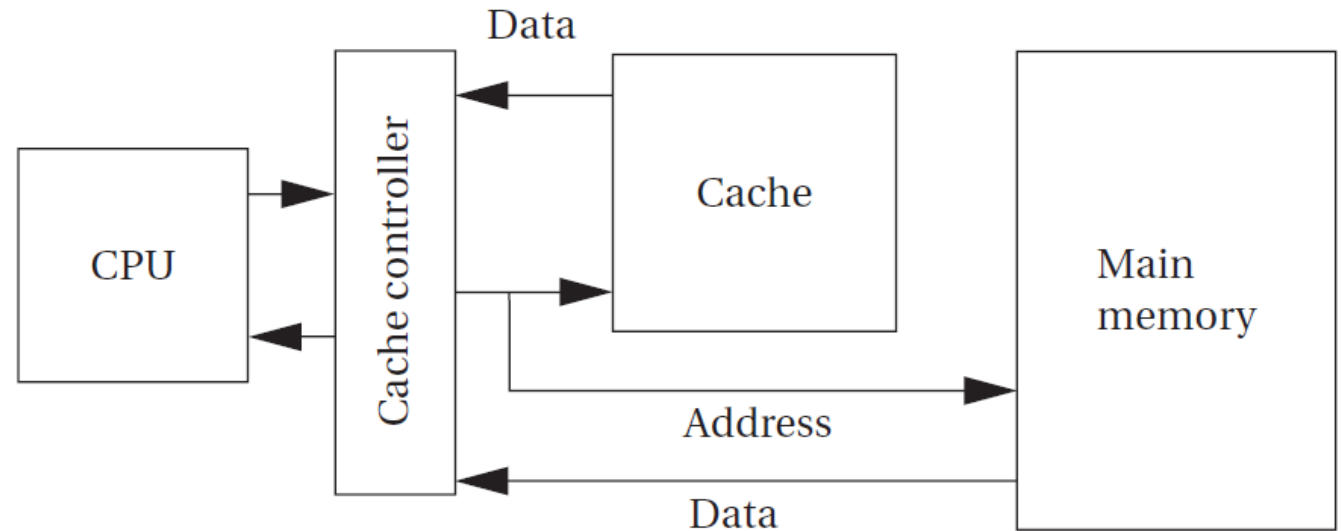 Data
CPU
Cache controller
Cache
Main
memory
Address
Data